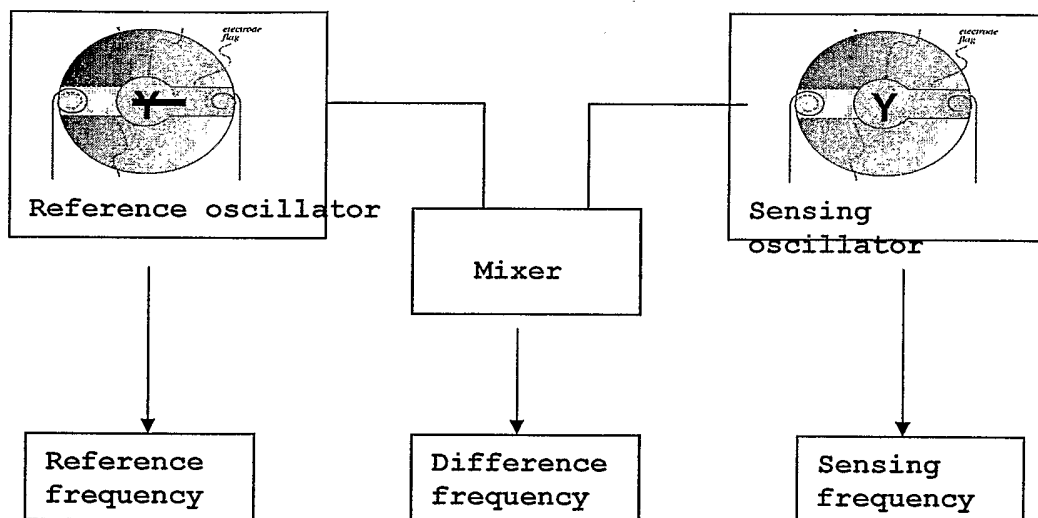 electrode
flag
Y
Reference oscillator
electrode
flag
Y
Sensing
oscillator
Mixer
Reference
frequency
Difference
frequency
Sensing
frequency